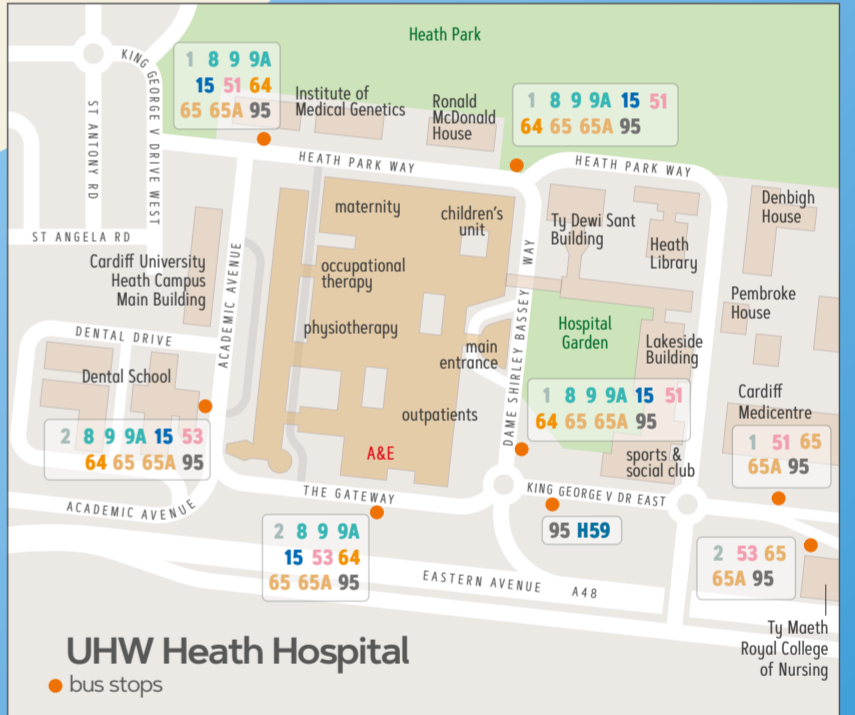 Heath Park
KING GEORGE V DRIVE WEST
1 8 9 9A
15 51 64
65 65A 95
Institute of
Medical Genetics
Ronald
McDonald
House
1 8 9 9A 15 51
64 65 65A 95
ST ANTONY RD
HEATH PARK WAY
HEATH PARK WAY
maternity
children's
unit
Ty Dewi Sant
Building
Heath
Library
Denbigh
House
ST ANGELA RD
Cardiff University
Heath Campus
Main Building
ACADEMIC AVENUE
occupational
therapy
DAME SHIRLEY BASSEY WAY
Pembroke
House
DENTAL DRIVE
physiotherapy
main
entrance
Hospital
Garden
Lakeside
Building
Dental School
outpatients
1 8 9 9A 15 51
64 65 65A 95
Cardiff
Medicentre
2 8 9 9A 15 53
64 65 65A 95
A&E
sports &
social club
1 51 65
65A 95
ACADEMIC AVENUE
THE GATEWAY
KING GEORGE V DR EAST
2 8 9 9A
15 53 64
65 65A 95
95 H59
2 53 65
65A 95
EASTERN AVENUE A48
Ty Maeth
Royal College
of Nursing
UHW Heath Hospital
bus stops